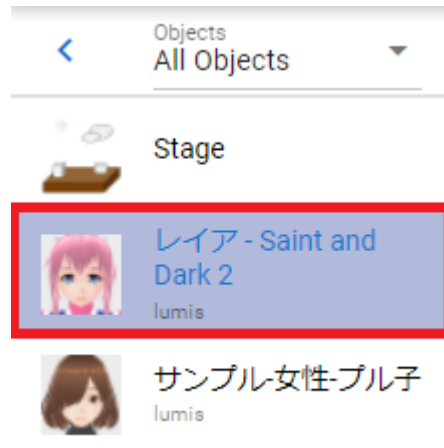 Objects
All Objects
Stage
レイア - Saint and
Dark 2
lumis
サンプル-女性-プル子
lumis